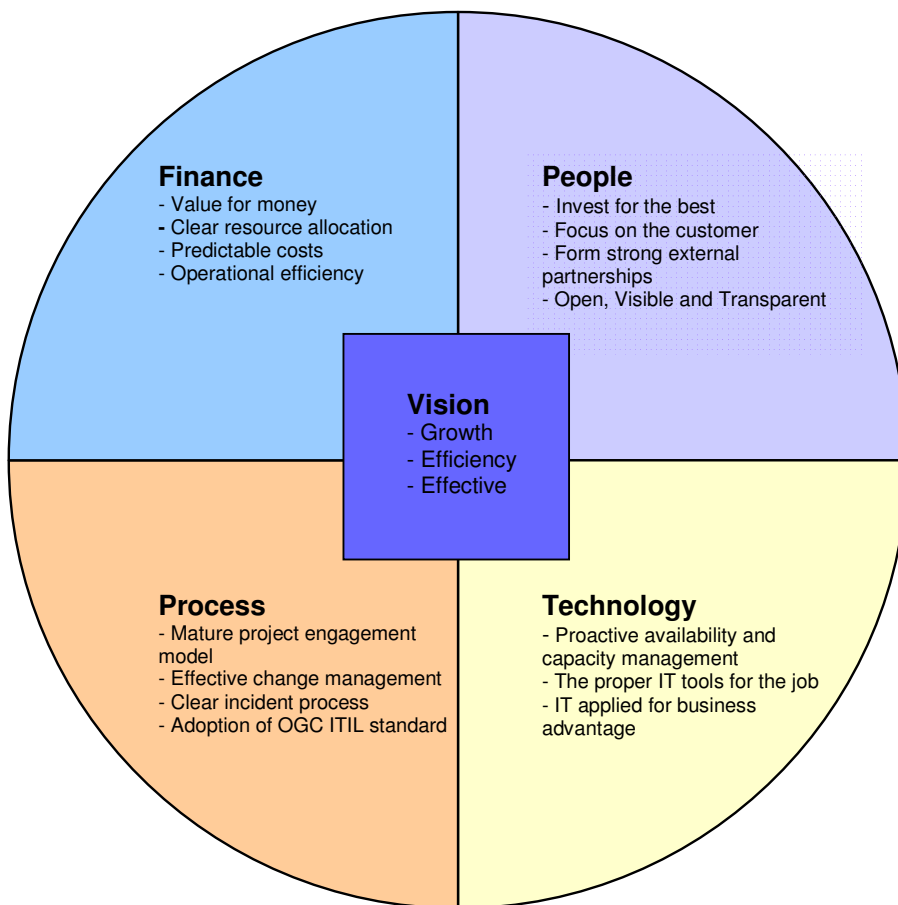 Finance
- Value for money
- Clear resource allocation
- Predictable costs
- Operational efficiency
People
- Invest for the best
- Focus on the customer
- Form strong external
partnerships
- Open, Visible and Transparent
Vision
- Growth
- Efficiency
- Effective
Process
- Mature project engagement
model
- Effective change management
- Clear incident process
- Adoption of OGC ITIL standard
Technology
- Proactive availability and
capacity management
- The proper IT tools for the job
- IT applied for business
advantage